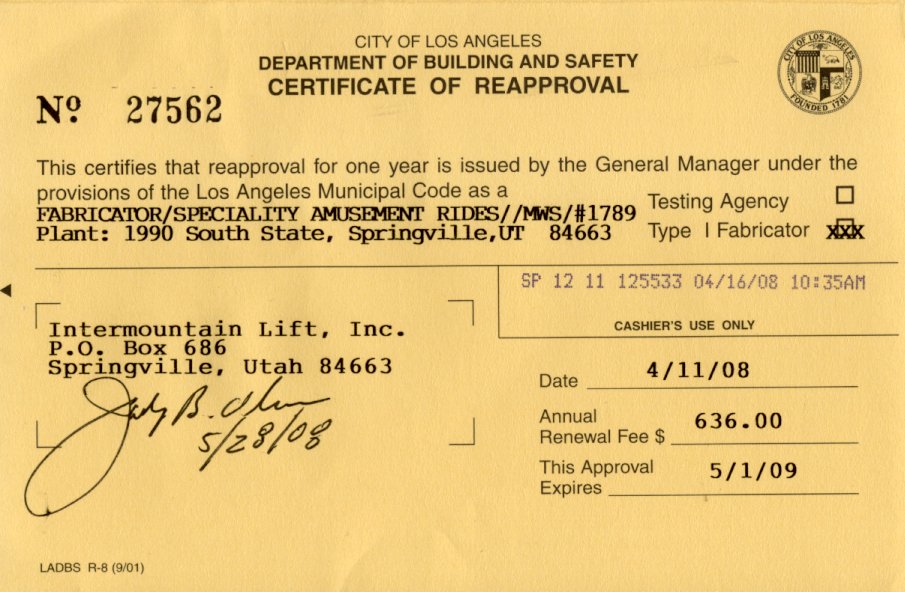 CITY OF LOS ANGELES
DEPARTMENT OF BUILDING AND SAFETY
CERTIFICATE OF REAPPROVAL
CITY OF LOS ANGELES
FOUNDED 1781
Nº 27562
This certifies that reapproval for one year is issued by the General Manager under the
provisions of the Los Angeles Municipal Code as a
FABRICATOR/SPECIALITY AMUSEMENT RIDES//MWS/#1789
Testing Agency
Plant: 1990 South State, Springville,UT 84663
Type I Fabricator XXX
SP 12 11 125533 04/16/08 10:35AM
CASHIER'S USE ONLY
Intermountain Lift, Inc.
P.O. Box 686
Springville, Utah 84663
B.
5/28/08
Date 4/11/08
Annual
Renewal Fee $ 636.00
This Approval
Expires 5/1/09
LADBS R-8 (9/01)